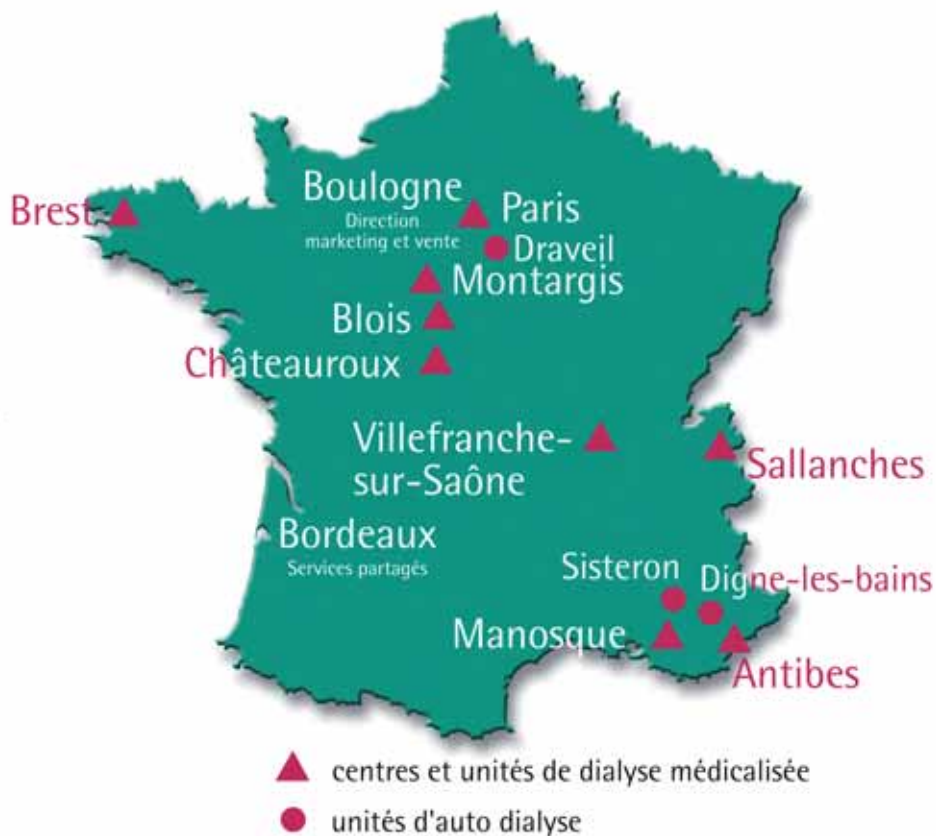 Boulogne
Direction
marketing et vente
Paris
Brest
Draveil
Montargis
Blois
Châteauroux
Villefranche-
sur-Saône
Sallanches
Bordeaux
Services partagés
Sisteron
Digne-les-bains
Manosque
Antibes
centres et unités de dialyse médicalisée
unités d'auto dialyse